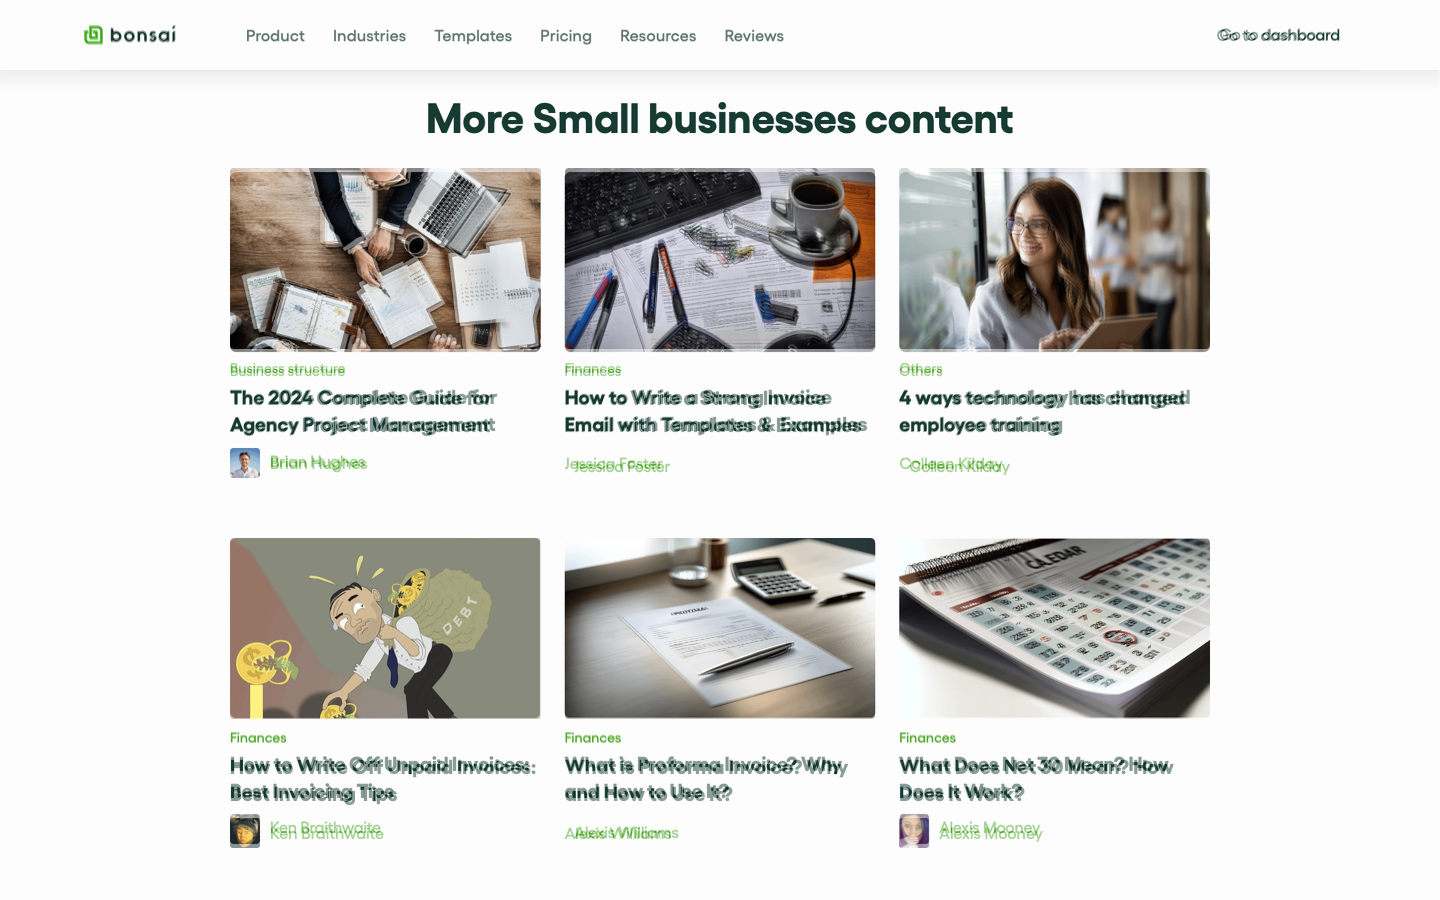 bonsai
Product
Industries
Templates
Pricing
Resources
Reviews
Go to dashboard
More Small businesses content
Business structure
The 2024 Complete Guide for
Agency Project Management
Brian Hughes
Finances
How to Write a Strong Invoice
Email with Templates & Examples
Jessica Foster
Others
4 ways technology has changed
employee training
Colleen Kilday
DEBT
Finances
How to Write Off Unpaid Invoices:
Best Invoicing Tips
Ken Braithwaite
Finances
What is Proforma Invoice? Why
and How to Use It?
Alexis Williams
Finances
What Does Net 30 Mean? How
Does It Work?
Alexis Mooney